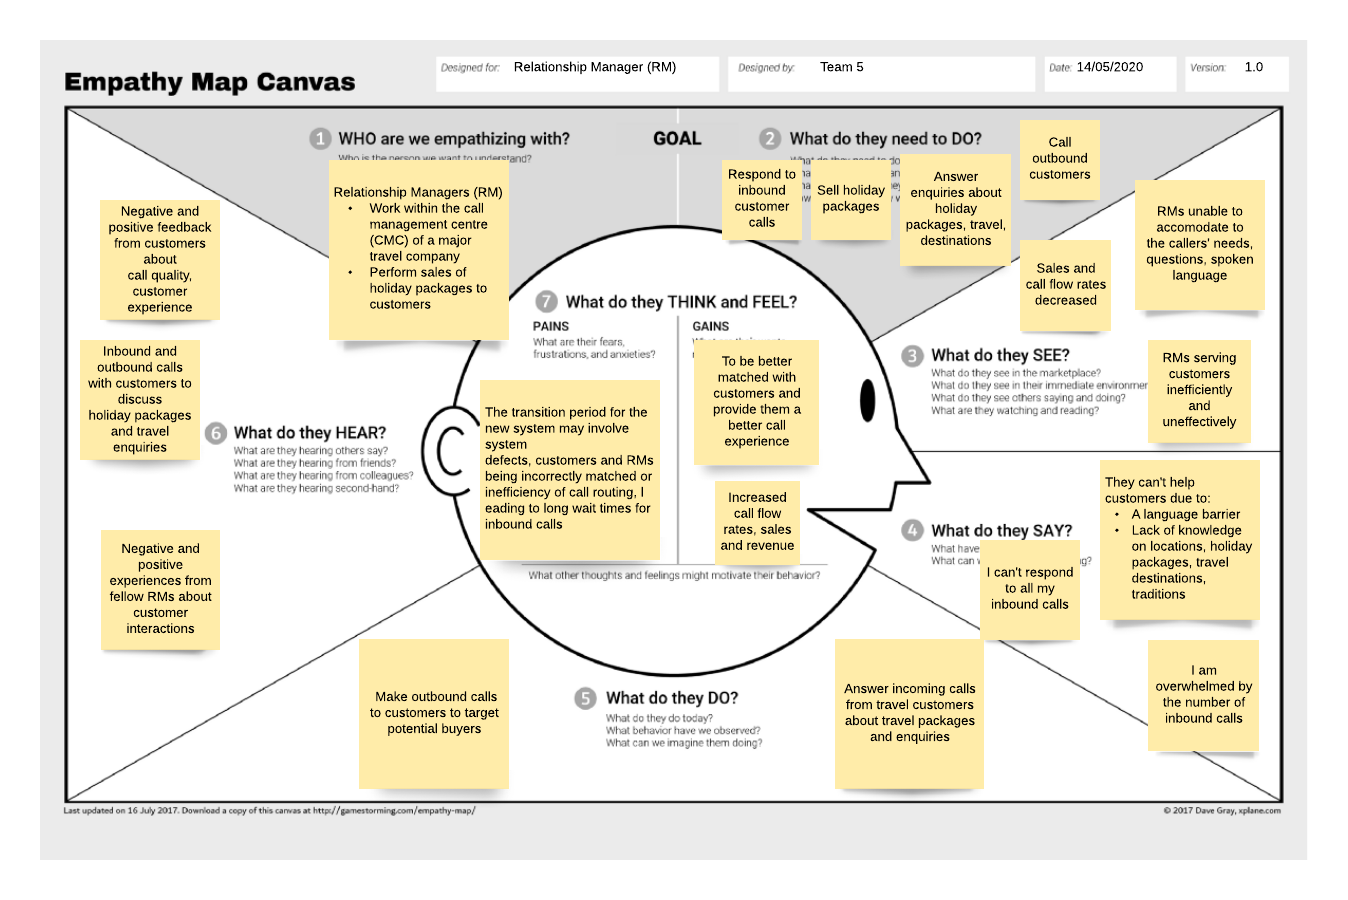 Empathy Map Canvas
Designed for: Relationship Manager (RM)
Designed by: Team 5
Date: 14/05/2020
Version: 1.0
1 WHO are we empathizing with?
Who is the person we want to understand?
Relationship Managers (RM)
• Work within the call
management centre
(CMC) of a major
travel company
• Perform sales of
holiday packages to
customers
GOAL
2 What do they need to DO?
Respond to
inbound
customer
calls
Sell holiday
packages
Answer
enquiries about
holiday
packages, travel,
destinations
Call
outbound
customers
Sales and
call flow rates
decreased
RMs unable to
accomodate to
the callers' needs,
questions, spoken
language
3 What do they SEE?
What do they see in the marketplace?
What do they see in their immediate environmen
What do they see others saying and doing?
What are they watching and reading?
RMs serving
customers
inefficiently
and
uneffectively
4 What do they SAY?
What have
What can
I can't respond
to all my
inbound calls
They can't help
customers due to:
• A language barrier
• Lack of knowledge
on locations, holiday
packages, travel
destinations,
traditions
I am
overwhelmed by
the number of
inbound calls
5 What do they DO?
What do they do today?
What behavior have we observed?
What can we imagine them doing?
Make outbound calls
to customers to target
potential buyers
Answer incoming calls
from travel customers
about travel packages
and enquiries
6 What do they HEAR?
What are they hearing others say?
What are they hearing from friends?
What are they hearing from colleagues?
What are they hearing second-hand?
Negative and
positive feedback
from customers
about
call quality,
customer
experience
Inbound and
outbound calls
with customers to
discuss
holiday packages
and travel
enquiries
Negative and
positive
experiences from
fellow RMs about
customer
interactions
7 What do they THINK and FEEL?
PAINS
What are their fears,
frustrations, and anxieties?
The transition period for the
new system may involve
system
defects, customers and RMs
being incorrectly matched or
inefficiency of call routing, l
eading to long wait times for
inbound calls
GAINS
To be better
matched with
customers and
provide them a
better call
experience
Increased
call flow
rates, sales
and revenue
What other thoughts and feelings might motivate their behavior?
Last updated on 16 July 2017. Download a copy of this canvas at http://gamestorming.com/empathy-map/
© 2017 Dave Gray, xplane.com